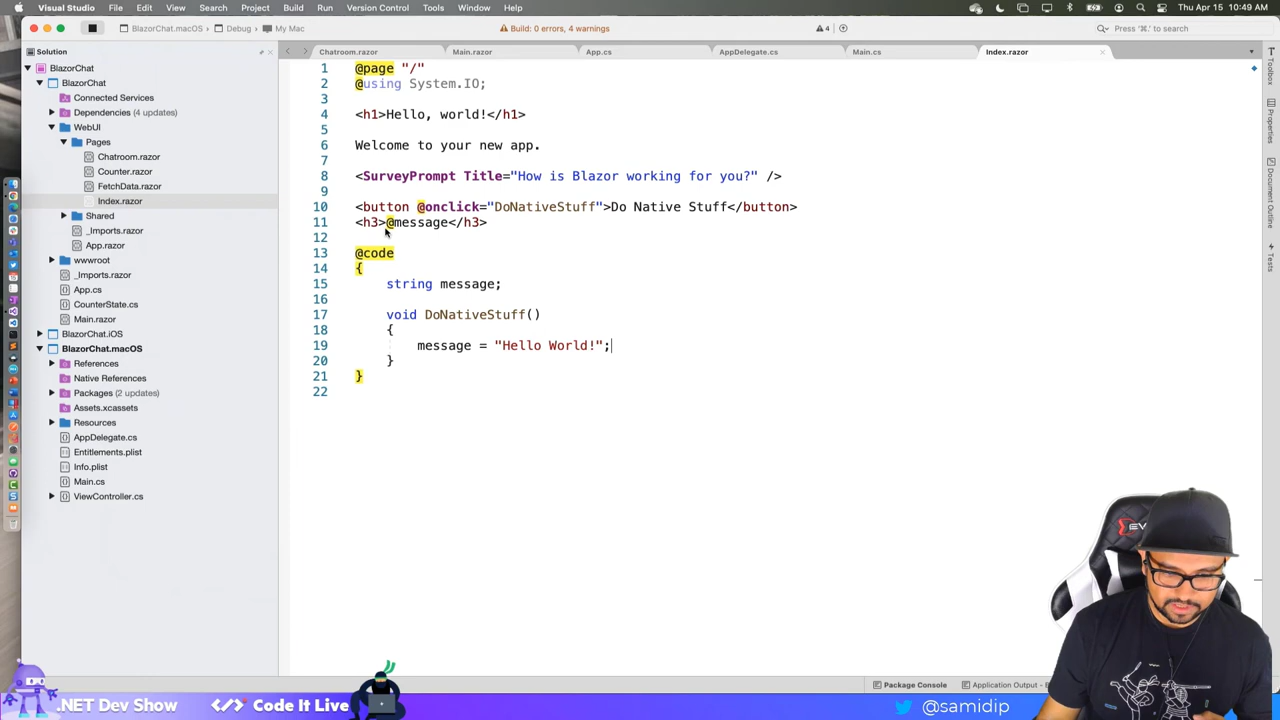 Visual Studio File Edit View Search Project Build Run Version Control Tools Window Help Thu Apr 15 10:49 AM
BlazorChat.macOS Debug My Mac Build: 0 errors, 4 warnings 4 Press '⌘.' to search
Solution
Chatroom.razor Main.razor App.cs AppDelegate.cs Main.cs Index.razor
BlazorChat
BlazorChat
Connected Services
Dependencies (4 updates)
WebUI
Pages
Chatroom.razor
Counter.razor
FetchData.razor
Index.razor
Shared
_Imports.razor
App.razor
wwwroot
_Imports.razor
App.cs
CounterState.cs
Main.razor
BlazorChat.iOS
BlazorChat.macOS
References
Native References
Packages (2 updates)
Assets.xcassets
Resources
AppDelegate.cs
Entitlements.plist
Info.plist
Main.cs
ViewController.cs
1 @page "/"
2 @using System.IO;
3
4 <h1>Hello, world!</h1>
5
6 Welcome to your new app.
7
8 <SurveyPrompt Title="How is Blazor working for you?" />
9
10 <button @onclick="DoNativeStuff">Do Native Stuff</button>
11 <h3>@message</h3>
12
13 @code
14 {
15 string message;
16
17 void DoNativeStuff()
18 {
19 message = "Hello World!";
20 }
21 }
22
Toolbox
Properties
Document Outline
Tests
Package Console Application Output -
.NET Dev Show Code It Live @samidip